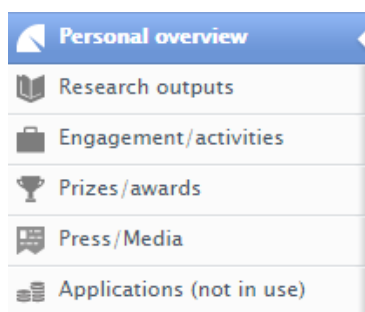 Personal overview
Research outputs
Engagement/activities
Prizes/awards
Press/Media
Applications (not in use)